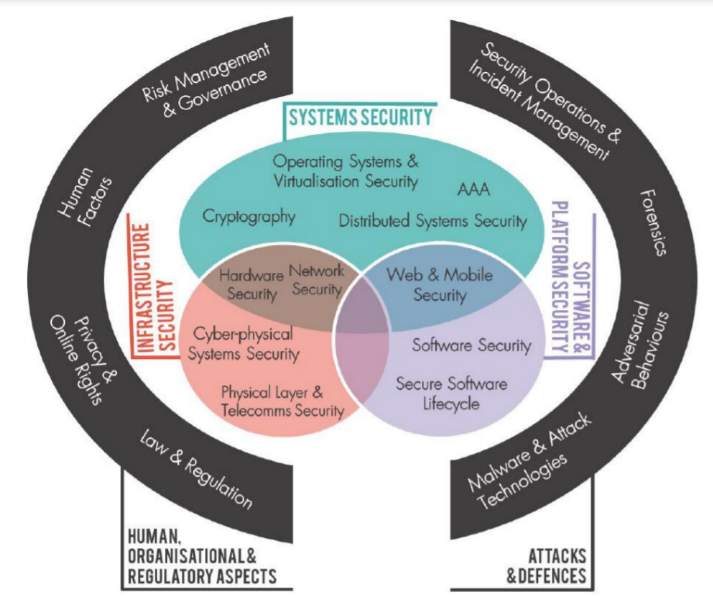 Risk Management
& Governance
Human
Factors
Privacy &
Online Rights
Law & Regulation
HUMAN,
ORGANISATIONAL &
REGULATORY ASPECTS
SYSTEMS SECURITY
Operating Systems &
Virtualisation Security
AAA
Cryptography
Distributed Systems Security
INFRASTRUCTURE
SECURITY
Hardware
Security
Network
Security
Web & Mobile
Security
SOFTWARE &
PLATFORM SECURITY
Cyber-physical
Systems Security
Physical Layer &
Telecomms Security
Software Security
Secure Software
Lifecycle
Security Operations &
Incident Management
Forensics
Adversarial
Behaviours
Malware & Attack
Technologies
ATTACKS
& DEFENCES